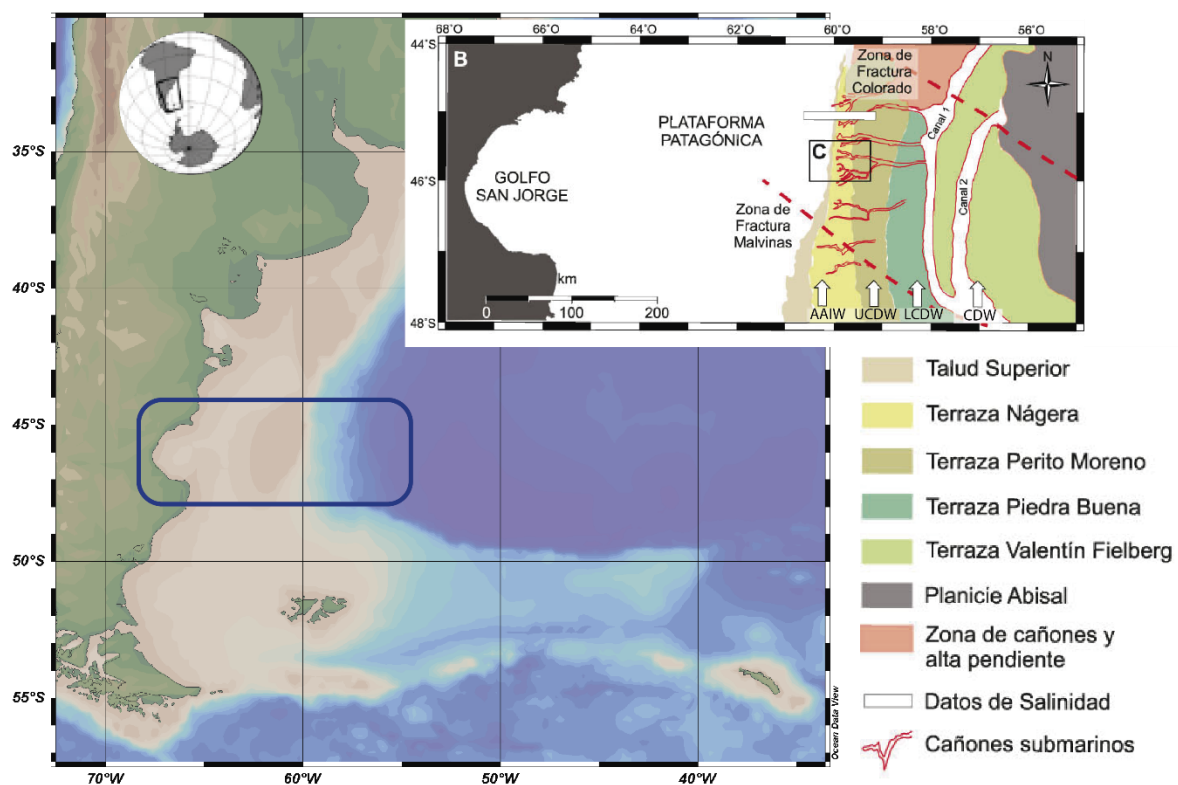 68°O
66°O
64°O
62°O
60°O
58°O
56°O
44°S
46°S
48°S
B
Zona de
Fractura
Colorado
N
PLATAFORMA
PATAGÓNICA
GOLFO
SAN JORGE
C
Canal 1
Canal 2
Zona de
Fractura
Malvinas
km
0 100 200
AAIW UCDW LCDW CDW
35°S
40°S
45°S
50°S
55°S
70°W 60°W 50°W 40°W
Ocean Data View
Talud Superior
Terraza Nágera
Terraza Perito Moreno
Terraza Piedra Buena
Terraza Valentín Fielberg
Planicie Abisal
Zona de cañones y
alta pendiente
Datos de Salinidad
Cañones submarinos